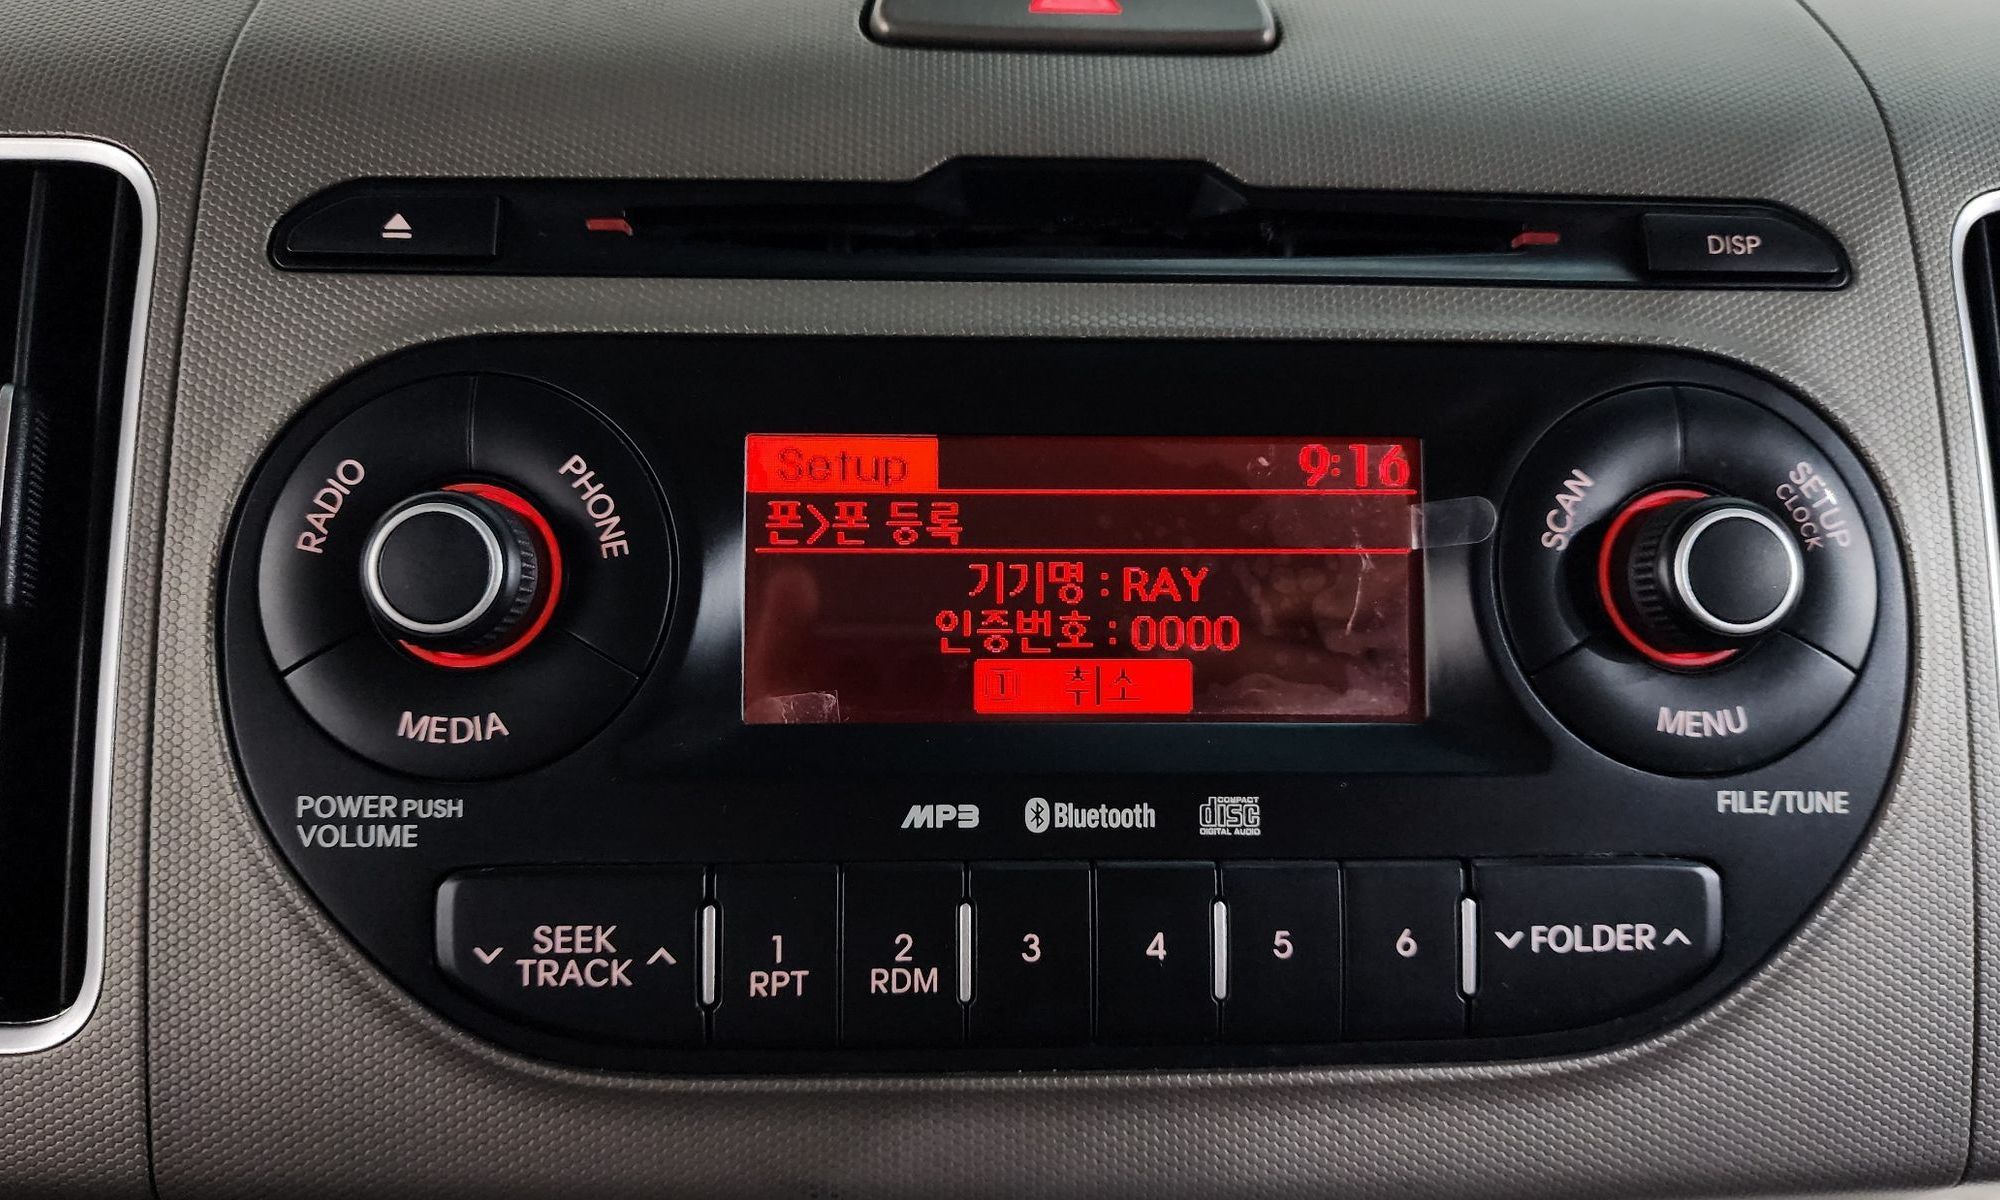 DISP
RADIO
PHONE
MEDIA
POWER PUSH
VOLUME
Setup 9:16
폰>폰 등록
기기명 : RAY
인증번호 : 0000
1 취소
SCAN
SETUP
CLOCK
MENU
FILE/TUNE
MP3
Bluetooth
COMPACT
disc
DIGITAL AUDIO
SEEK
TRACK
1
RPT
2
RDM
3
4
5
6
FOLDER